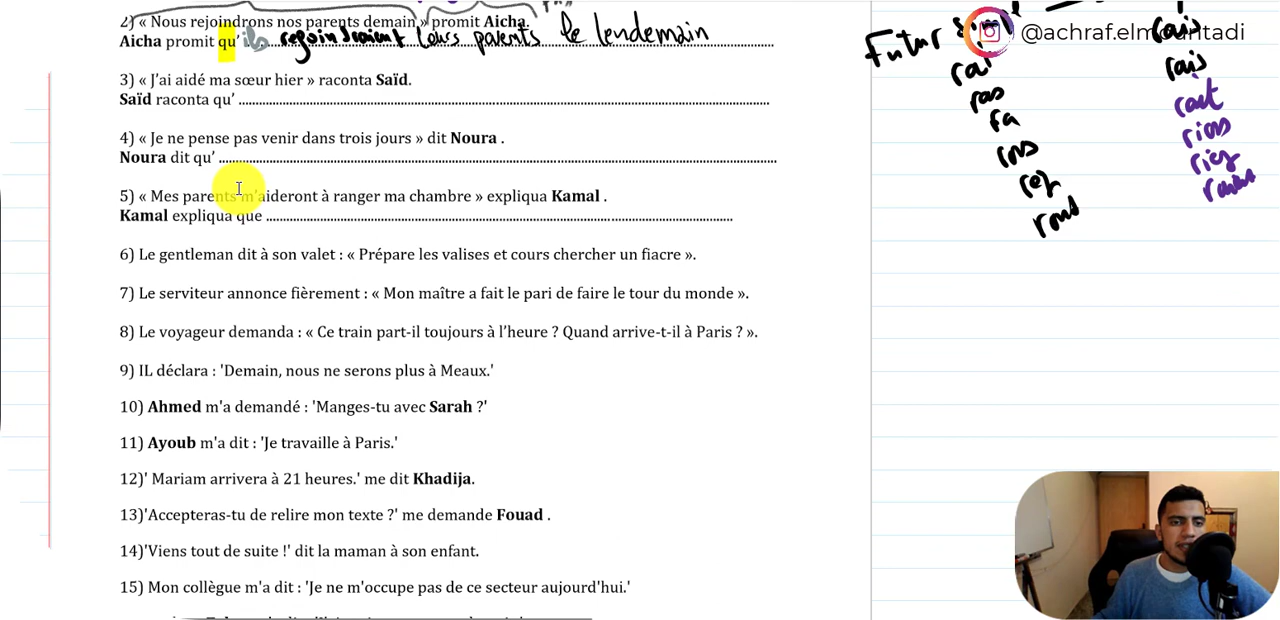 2) « Nous rejoindrons nos parents demain » promit Aicha.
Aicha promit qu' ils rejoindraient leurs parents le lendemain
3) « J'ai aidé ma sœur hier » raconta Saïd.
Saïd raconta qu' ........................................
4) « Je ne pense pas venir dans trois jours » dit Noura .
Noura dit qu' ........................................
5) « Mes parents m'aideront à ranger ma chambre » expliqua Kamal .
Kamal expliqua que ........................................
6) Le gentleman dit à son valet : « Prépare les valises et cours chercher un fiacre ».
7) Le serviteur annonce fièrement : « Mon maître a fait le pari de faire le tour du monde ».
8) Le voyageur demanda : « Ce train part-il toujours à l'heure ? Quand arrive-t-il à Paris ? ».
9) IL déclara : 'Demain, nous ne serons plus à Meaux.'
10) Ahmed m'a demandé : 'Manges-tu avec Sarah ?'
11) Ayoub m'a dit : 'Je travaille à Paris.'
12)' Mariam arrivera à 21 heures.' me dit Khadija.
13)'Accepteras-tu de relire mon texte ?' me demande Fouad .
14)'Viens tout de suite !' dit la maman à son enfant.
15) Mon collègue m'a dit : 'Je ne m'occupe pas de ce secteur aujourd'hui.'
Futur
rai
ras
ra
rons
rez
ront
rais
rait
rions
riez
raient